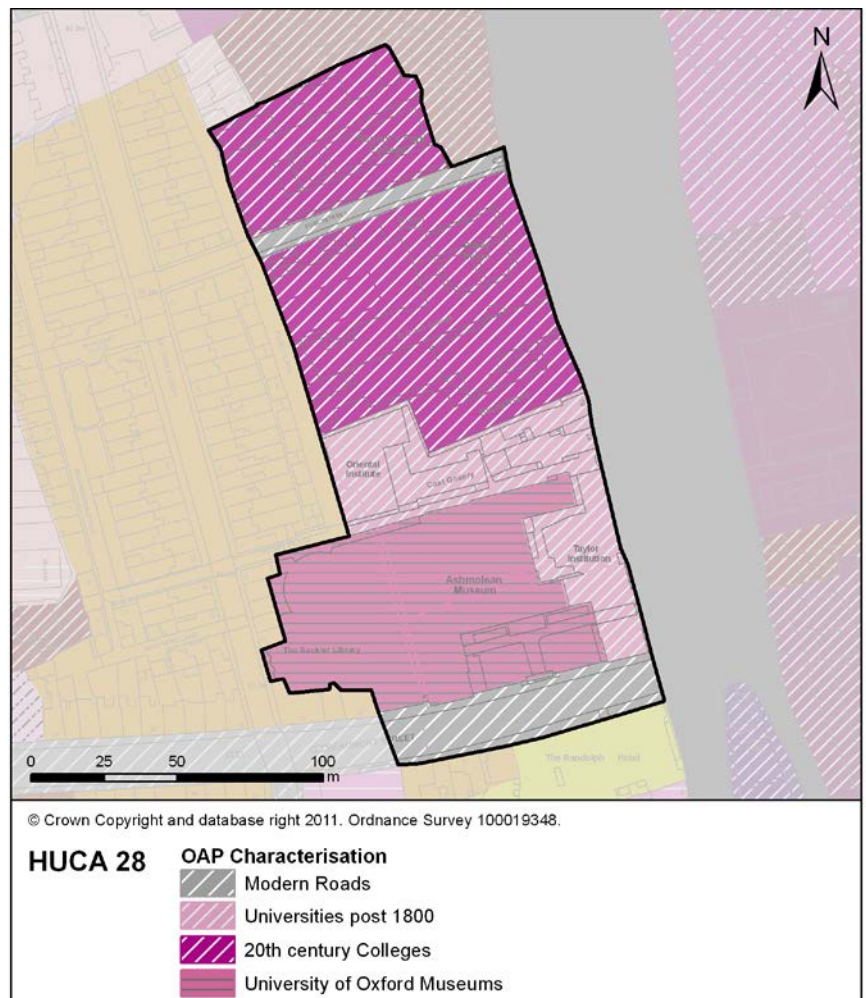 N
Oriental
Institute
Cast Gallery
Taylor
Institution
Ashmolean
Museum
The Sackler Library
The Randolph Hotel
0 25 50 100
m
© Crown Copyright and database right 2011. Ordnance Survey 100019348.
HUCA 28
OAP Characterisation
Modern Roads
Universities post 1800
20th century Colleges
University of Oxford Museums